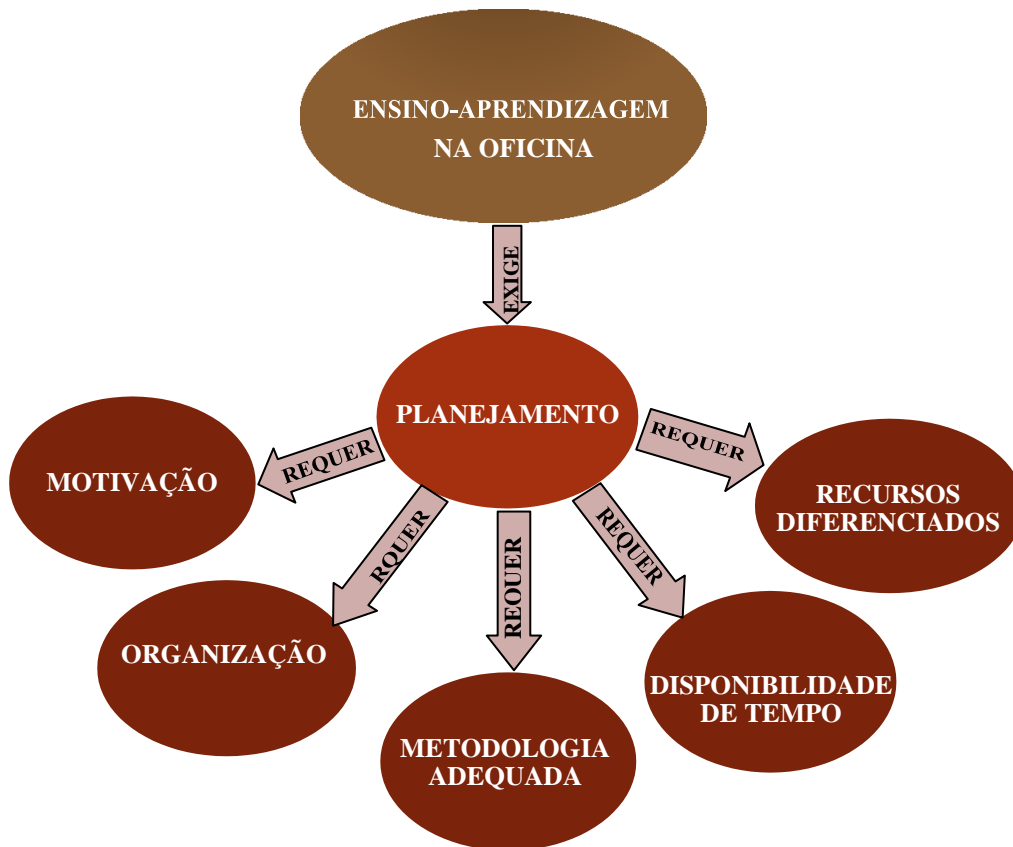 ENSINO-APRENDIZAGEM
NA OFICINA
EXIGE
PLANEJAMENTO
REQUER
MOTIVAÇÃO
RQUER
ORGANIZAÇÃO
REQUER
METODOLOGIA
ADEQUADA
REQUER
DISPONIBILIDADE
DE TEMPO
REQUER
RECURSOS
DIFERENCIADOS